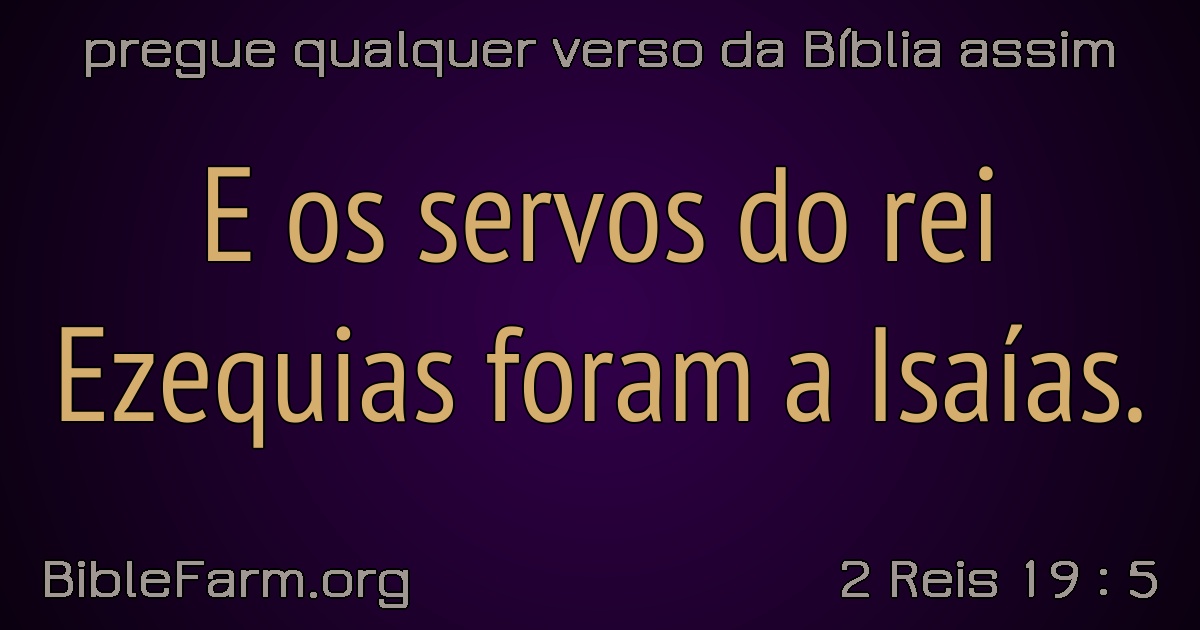 pregue qualquer verso da Bíblia assim
E os servos do rei
Ezequias foram a Isaías.
BibleFarm.org
2 Reis 19 : 5